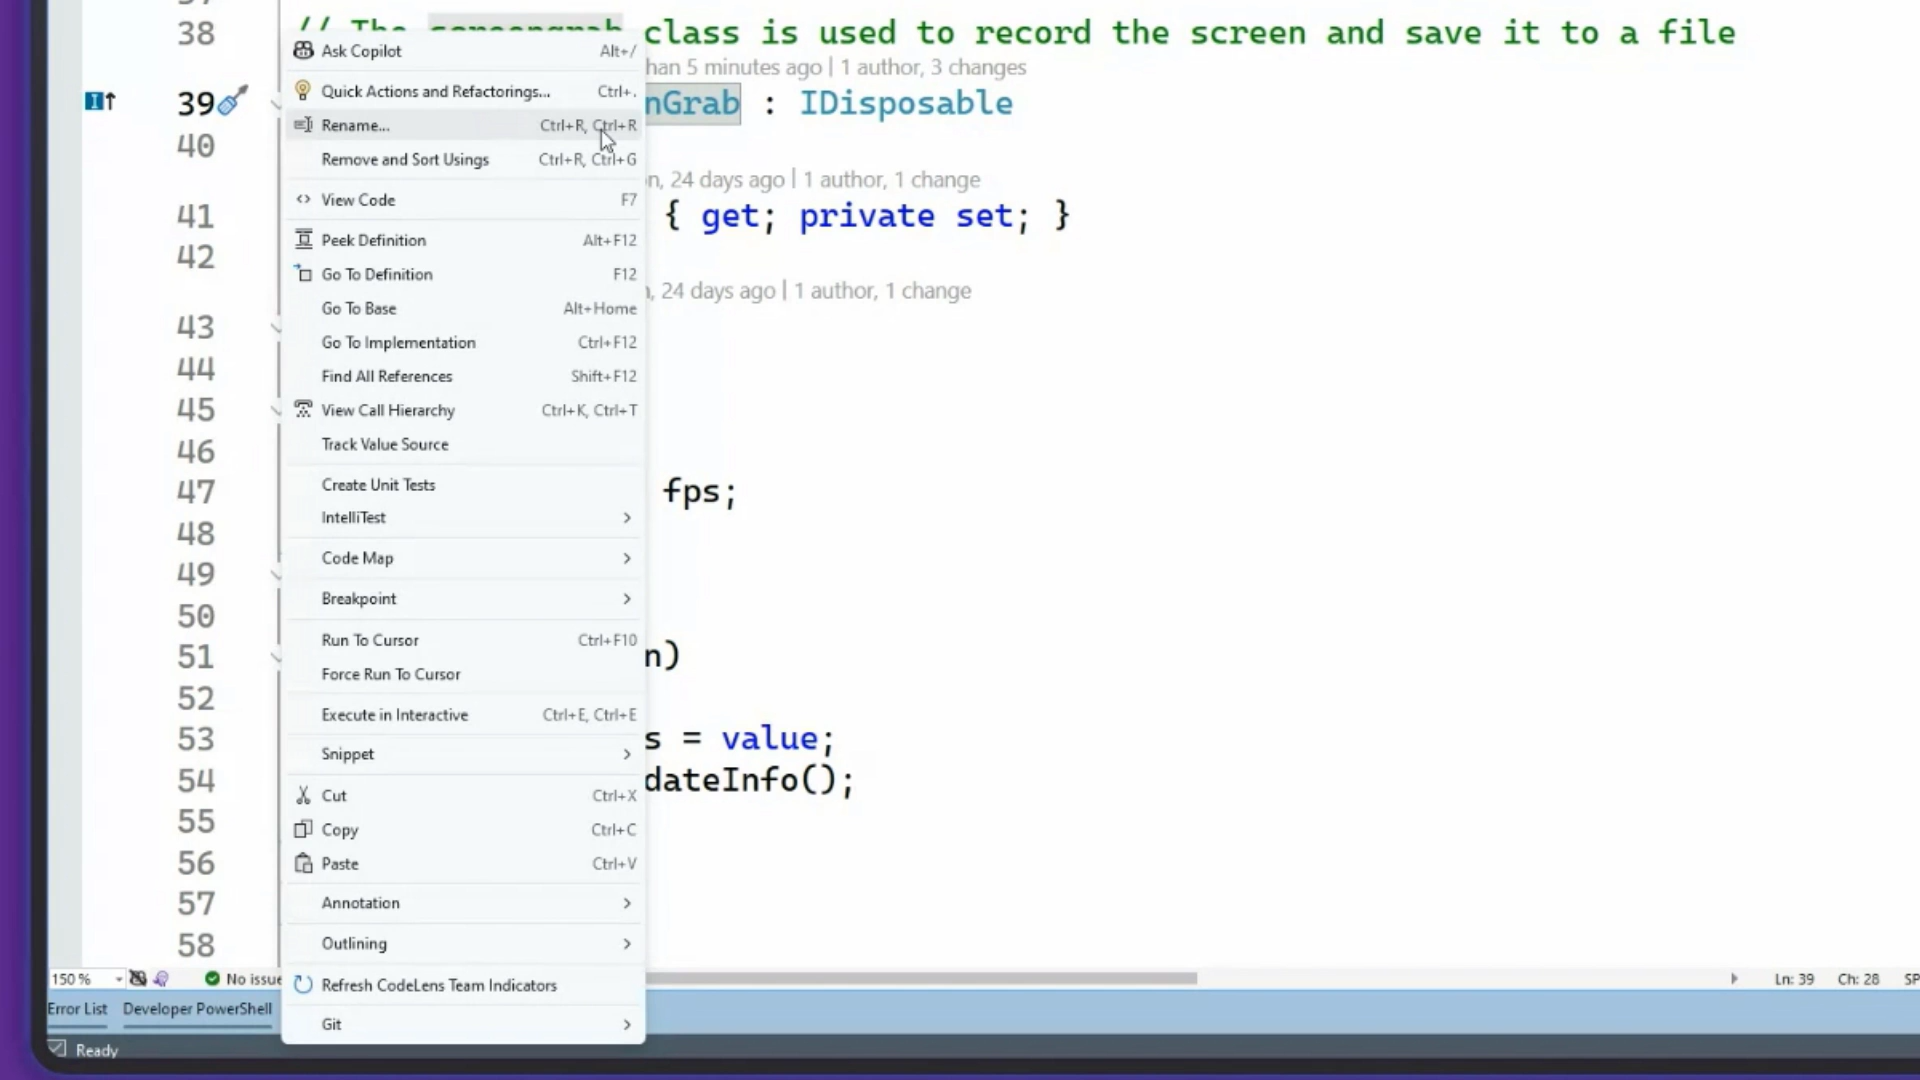 38 // The screengrab class is used to record the screen and save it to a file
Ask Copilot Alt+/
han 5 minutes ago | 1 author, 3 changes
Quick Actions and Refactorings... Ctrl+.
39 nGrab : IDisposable
Rename... Ctrl+R, Ctrl+R
40
Remove and Sort Usings Ctrl+R, Ctrl+G
n, 24 days ago | 1 author, 1 change
View Code F7
41 { get; private set; }
Peek Definition Alt+F12
42
Go To Definition F12
, 24 days ago | 1 author, 1 change
Go To Base Alt+Home
43
Go To Implementation Ctrl+F12
44
Find All References Shift+F12
45
View Call Hierarchy Ctrl+K, Ctrl+T
Track Value Source
46
Create Unit Tests
47 fps;
IntelliTest
48
Code Map
49
Breakpoint
50
Run To Cursor Ctrl+F10
51 n)
Force Run To Cursor
52
Execute in Interactive Ctrl+E, Ctrl+E
53 s = value;
Snippet
54 dateInfo();
Cut Ctrl+X
55
Copy Ctrl+C
56
Paste Ctrl+V
57
Annotation
58
Outlining
150 % No issue
Ln: 39 Ch: 28 SP
Refresh CodeLens Team Indicators
Error List Developer PowerShell
Git
Ready